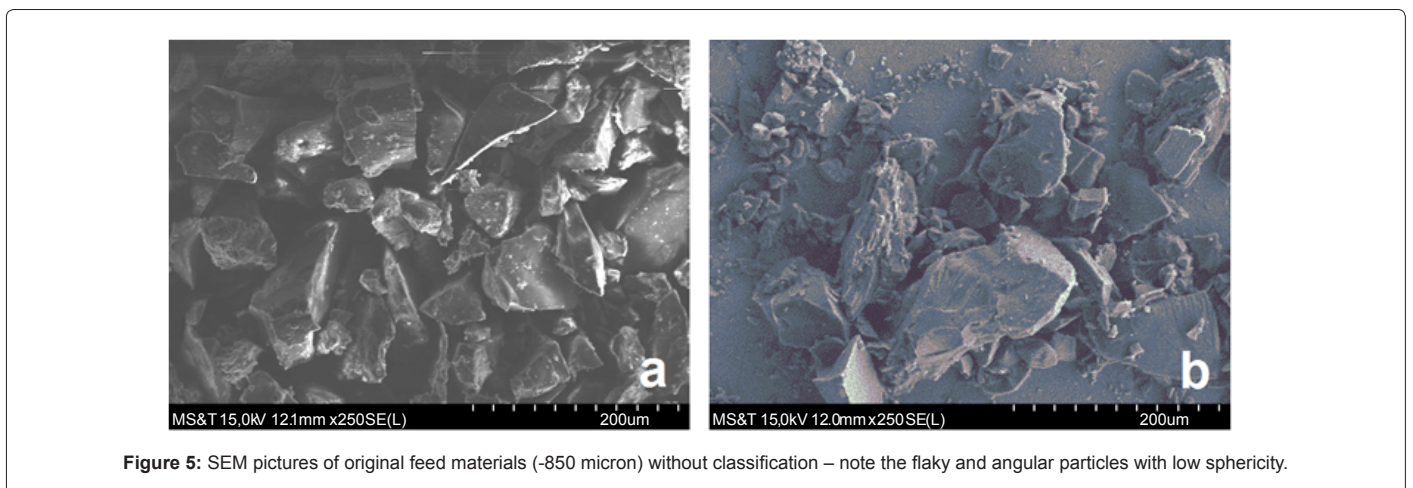 a
b
MS&T 15,0kV 12.1mm x250SE(L) 200um
MS&T 15,0kV 12.0mm x250SE(L) 200um
Figure 5: SEM pictures of original feed materials (-850 micron) without classification – note the flaky and angular particles with low sphericity.